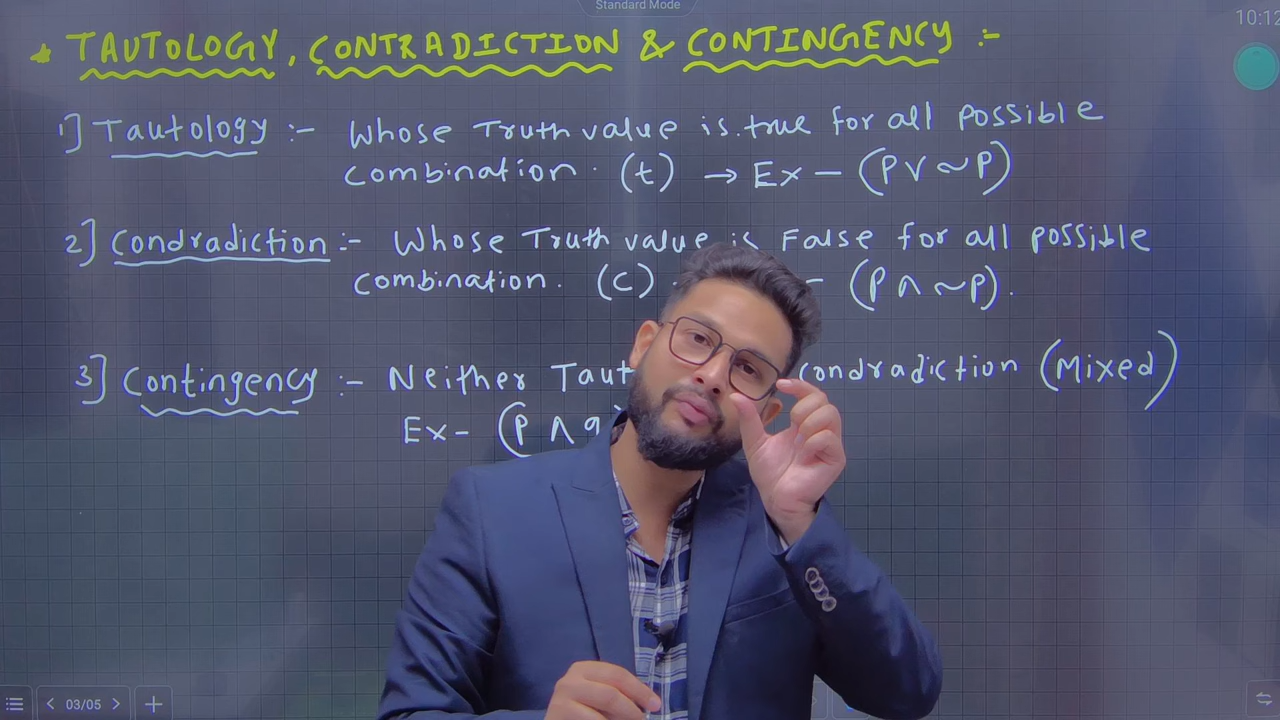 Standard Mode
10:12
TAUTOLOGY, CONTRADICTION & CONTINGENCY :-
1] Tautology :- Whose Truth value is true for all possible
combination. (t) → Ex – (P ∨ ~P)
2] Condradiction :- Whose Truth value is False for all possible
combination. (C) – (P ∧ ~P).
3] Contingency :- Neither condradiction (Mixed)
Ex- (P ∧ q
03/05